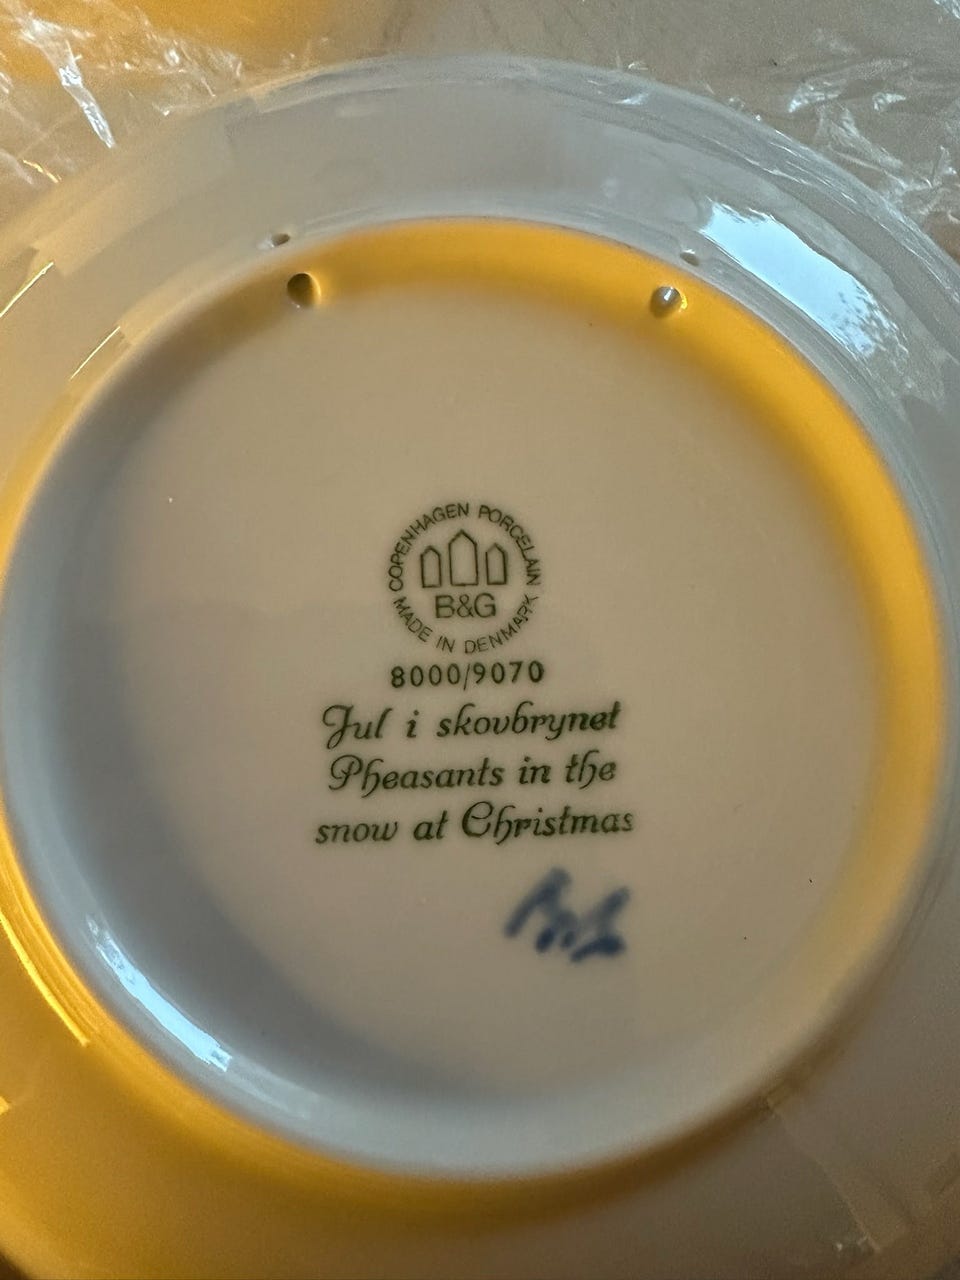 COPENHAGEN PORCELAIN
B&G
MADE IN DENMARK
8000/9070
Jul i skovbrynet
Pheasants in the
snow at Christmas